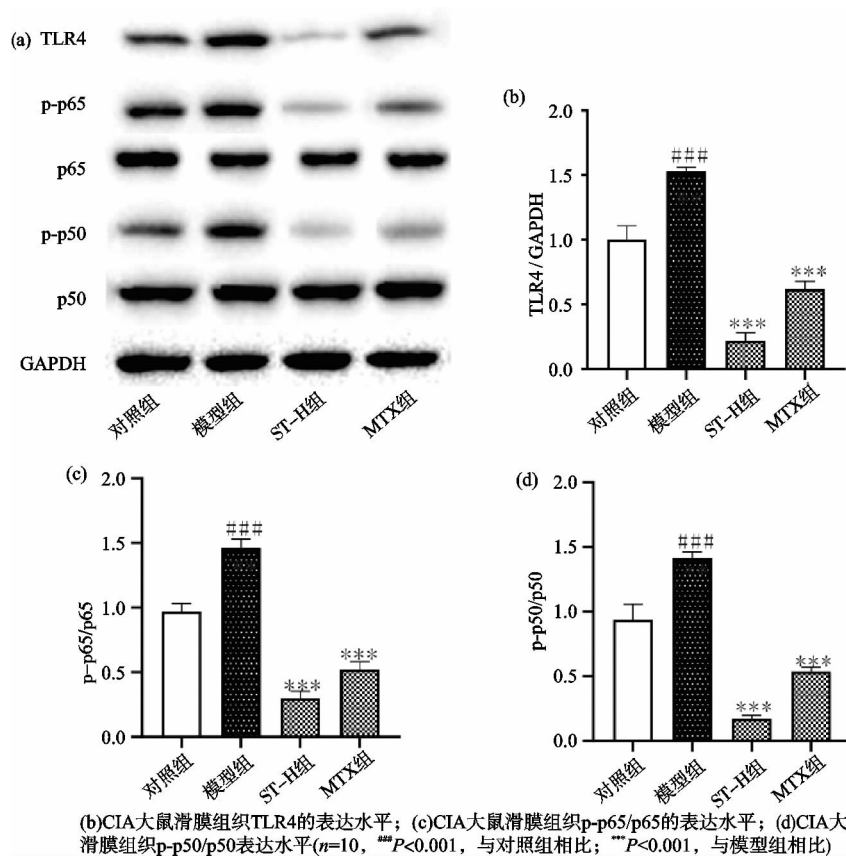 (a) TLR4
p-p65
p65
p-p50
p50
GAPDH
对照组 模型组 ST-H组 MTX组
(b)
TLR4 / GAPDH
2.0
1.5
1.0
0.5
0.0
###
***
***
对照组 模型组 ST-H组 MTX组
(c)
p-p65/p65
2.0
1.5
1.0
0.5
0.0
###
***
***
对照组 模型组 ST-H组 MTX组
(d)
p-p50/p50
2.0
1.5
1.0
0.5
0.0
###
***
***
对照组 模型组 ST-H组 MTX组
(b)CIA大鼠滑膜组织TLR4的表达水平；(c)CIA大鼠滑膜组织p-p65/p65的表达水平；(d)CIA大
滑膜组织p-p50/p50表达水平(n=10，###P<0.001，与对照组相比；***P<0.001，与模型组相比)